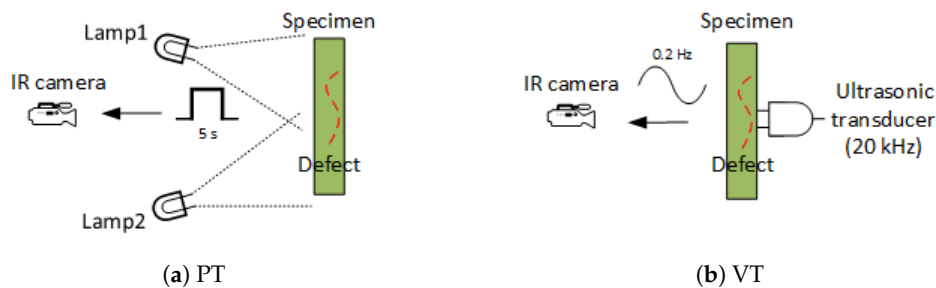 Specimen
Lamp1
IR camera
5 s
Defect
Lamp2
(a) PT
Specimen
0.2 Hz
IR camera
Ultrasonic
transducer
(20 kHz)
Defect
(b) VT